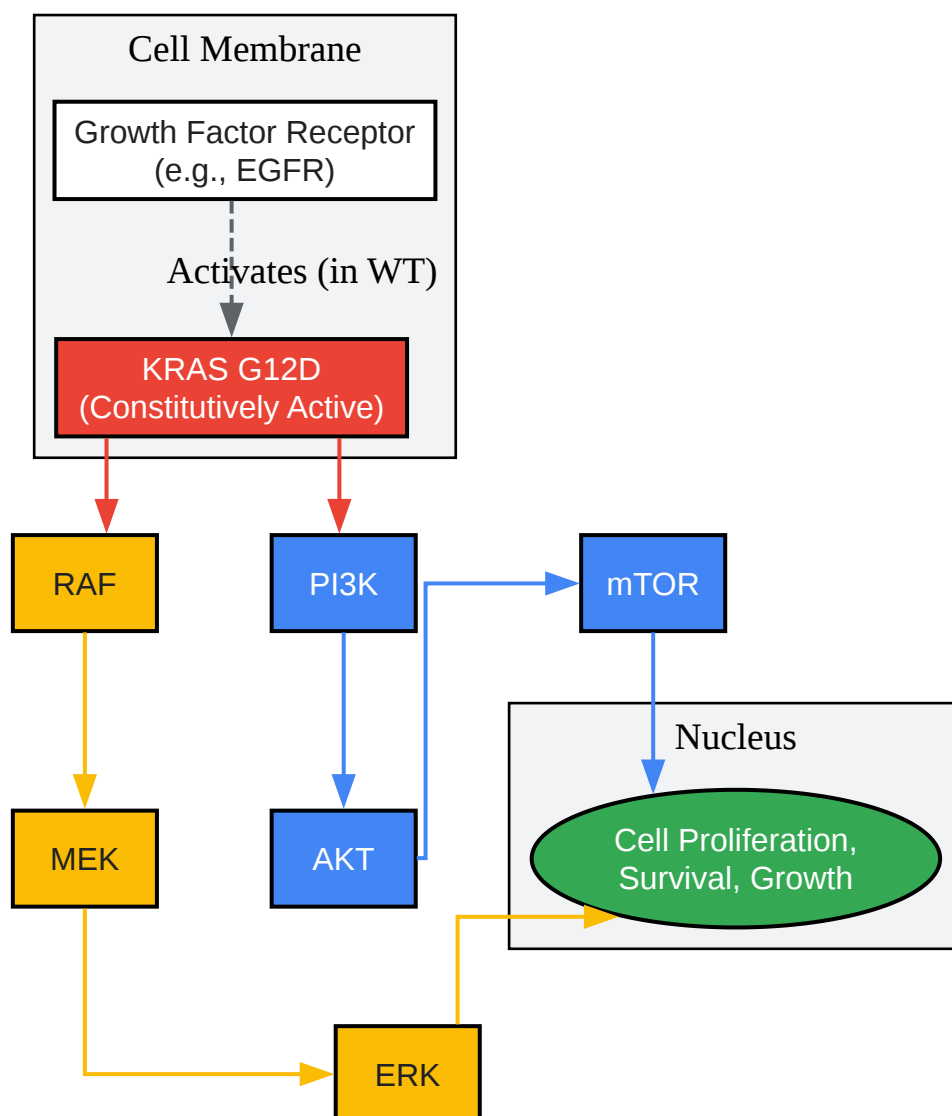 Cell Membrane
Growth Factor Receptor
(e.g., EGFR)
Activates (in WT)
KRAS G12D
(Constitutively Active)
RAF
PI3K
mTOR
Nucleus
MEK
AKT
Cell Proliferation,
Survival, Growth
ERK